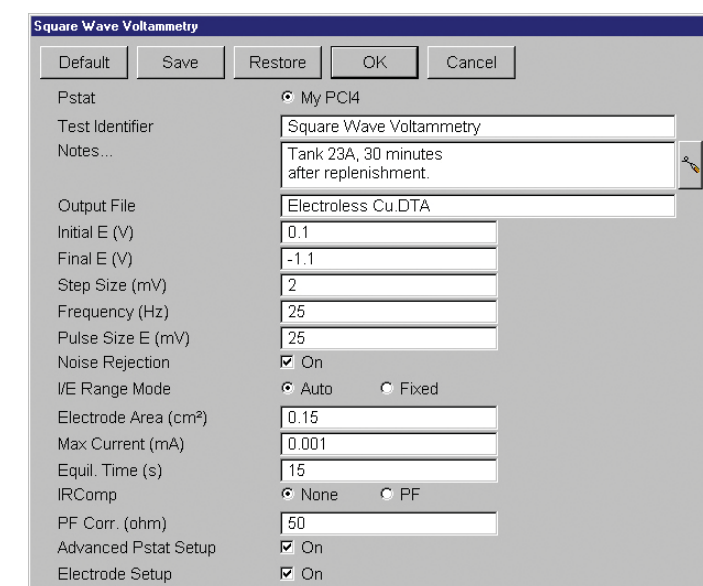 Square Wave Voltammetry
Default Save Restore OK Cancel
Pstat My PCI4
Test Identifier Square Wave Voltammetry
Notes... Tank 23A, 30 minutes
after replenishment.
Output File Electroless Cu.DTA
Initial E (V) 0.1
Final E (V) -1.1
Step Size (mV) 2
Frequency (Hz) 25
Pulse Size E (mV) 25
Noise Rejection On
I/E Range Mode Auto Fixed
Electrode Area (cm²) 0.15
Max Current (mA) 0.001
Equil. Time (s) 15
IRComp None PF
PF Corr. (ohm) 50
Advanced Pstat Setup On
Electrode Setup On